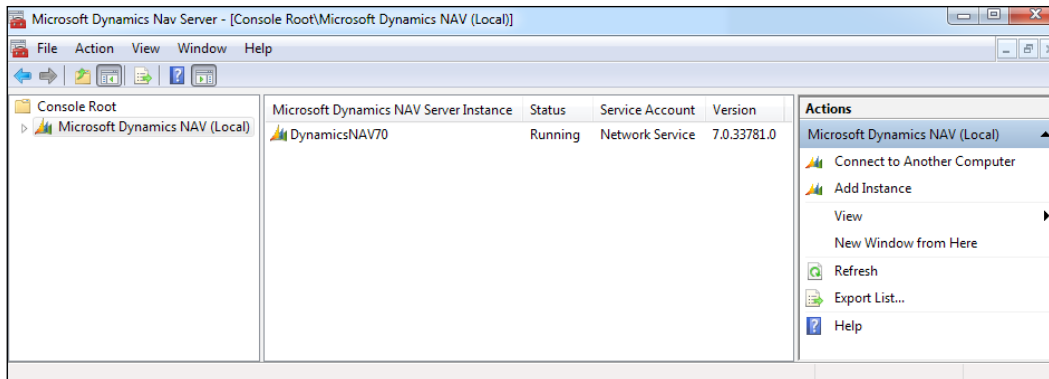 Microsoft Dynamics Nav Server - [Console Root\Microsoft Dynamics NAV (Local)]
File Action View Window Help
Console Root
Microsoft Dynamics NAV (Local)
Microsoft Dynamics NAV Server Instance Status Service Account Version
DynamicsNAV70 Running Network Service 7.0.33781.0
Actions
Microsoft Dynamics NAV (Local)
Connect to Another Computer
Add Instance
View
New Window from Here
Refresh
Export List...
Help